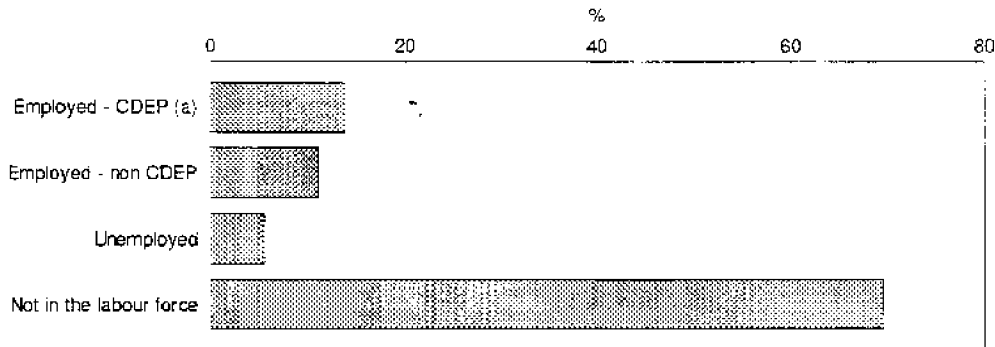 %
0 20 40 60 80
Employed - CDEP (a)
Employed - non CDEP
Unemployed
Not in the labour force